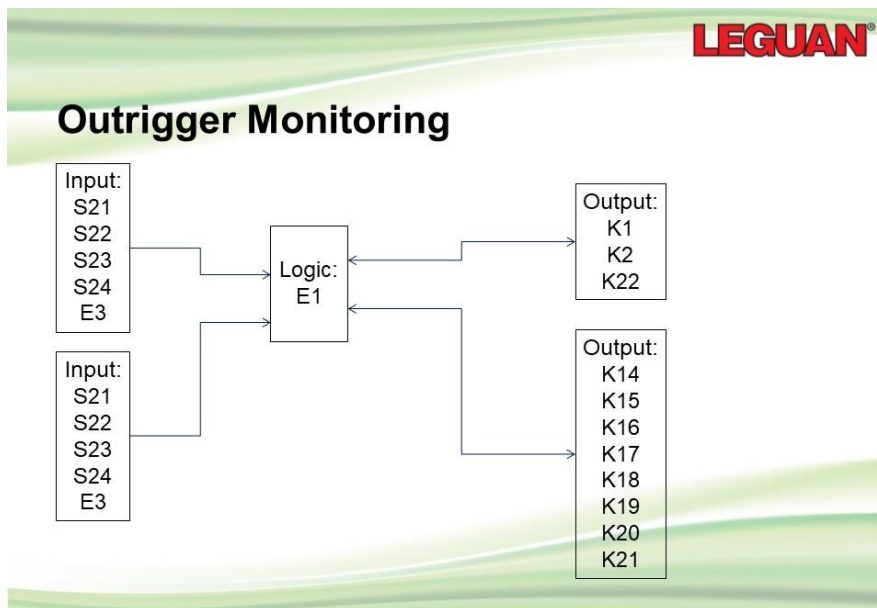 LEGUAN®
Outrigger Monitoring
Input:
S21
S22
S23
S24
E3
Input:
S21
S22
S23
S24
E3
Logic:
E1
Output:
K1
K2
K22
Output:
K14
K15
K16
K17
K18
K19
K20
K21